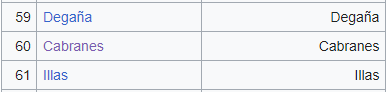 59 Degaña Degaña
60 Cabranes Cabranes
61 Illas Illas